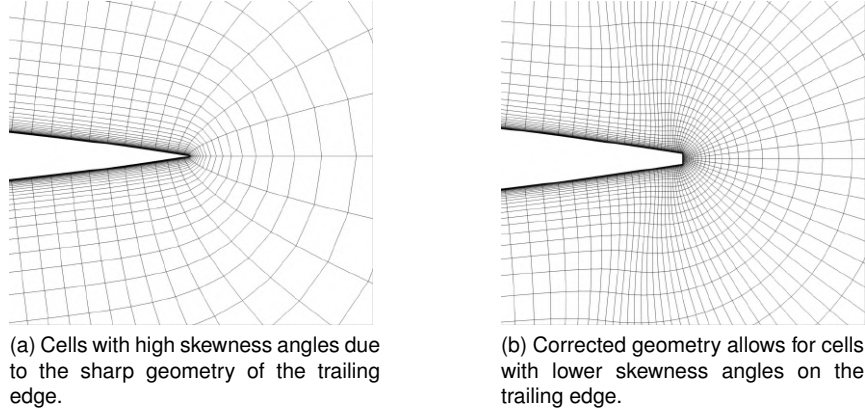 (a) Cells with high skewness angles due
to the sharp geometry of the trailing
edge.
(b) Corrected geometry allows for cells
with lower skewness angles on the
trailing edge.